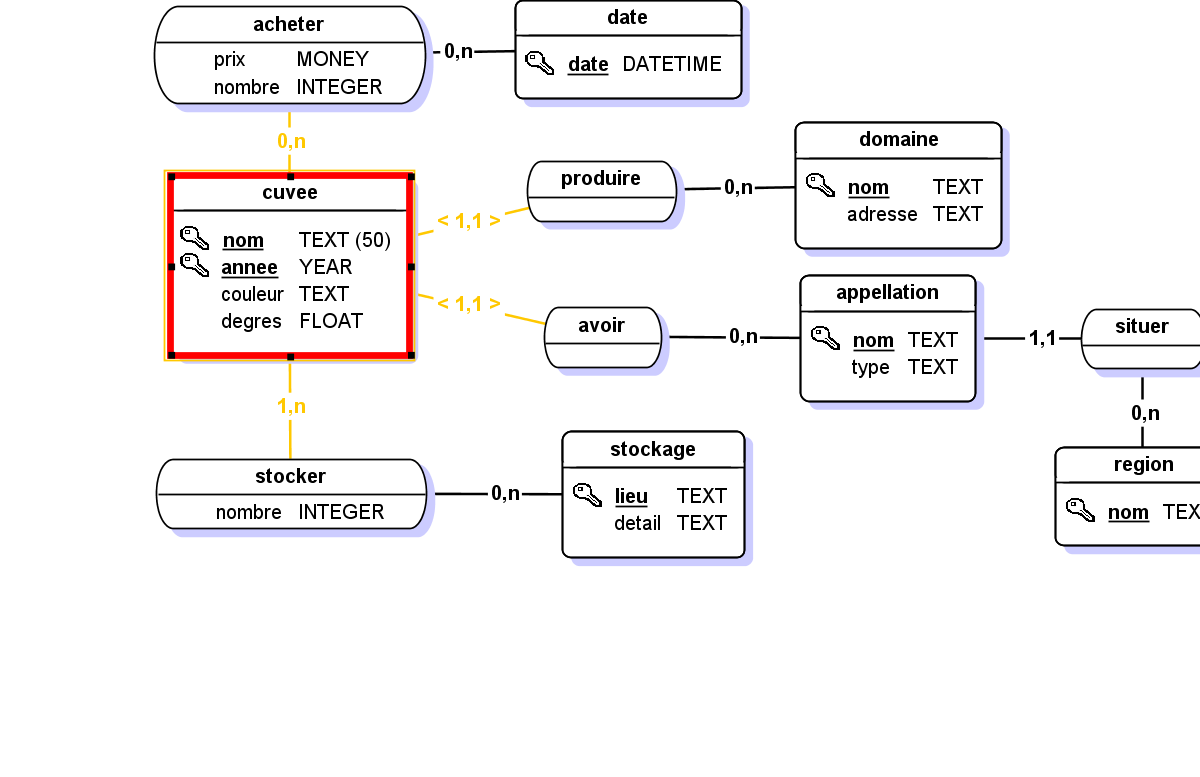 acheter
prix MONEY
nombre INTEGER
0,n
date
date DATETIME
0,n
cuvee
nom TEXT (50)
annee YEAR
couleur TEXT
degres FLOAT
< 1,1 >
produire
0,n
domaine
nom TEXT
adresse TEXT
< 1,1 >
avoir
0,n
appellation
nom TEXT
type TEXT
1,1
situer
0,n
region
nom TEX
1,n
stocker
nombre INTEGER
0,n
stockage
lieu TEXT
detail TEXT